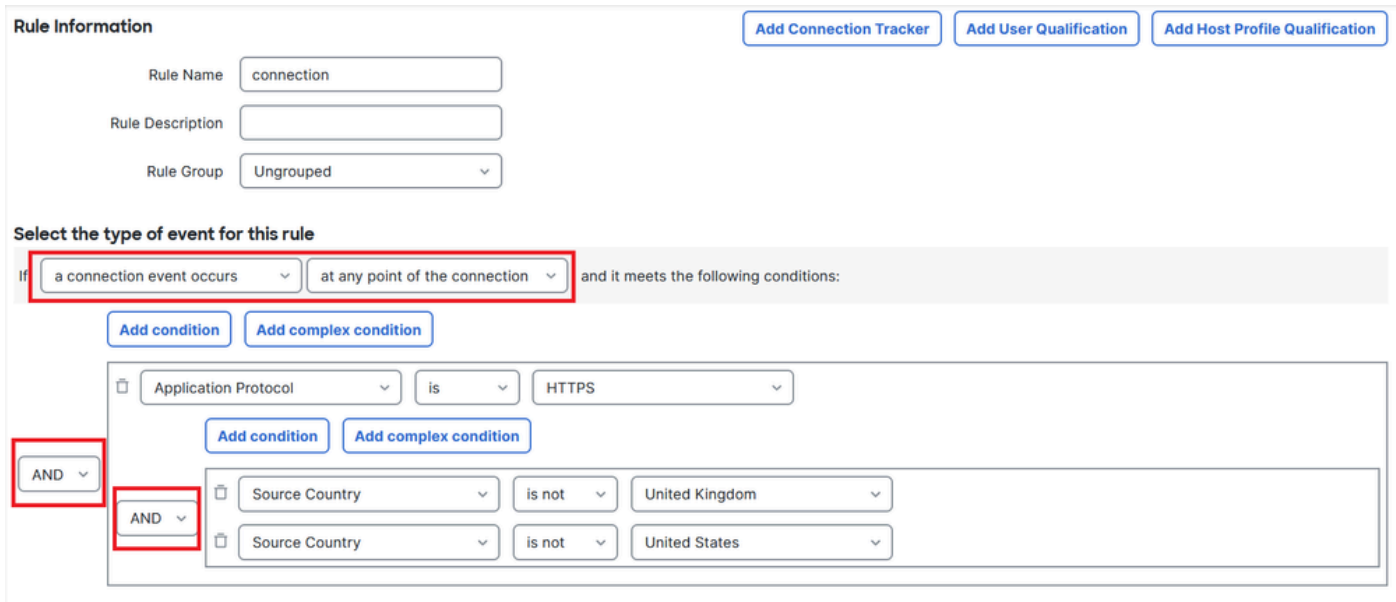 Rule Information Add Connection Tracker Add User Qualification Add Host Profile Qualification
Rule Name connection
Rule Description
Rule Group Ungrouped
Select the type of event for this rule
If a connection event occurs at any point of the connection and it meets the following conditions:
Add condition Add complex condition
Application Protocol is HTTPS
Add condition Add complex condition
AND
Source Country is not United Kingdom
AND
Source Country is not United States